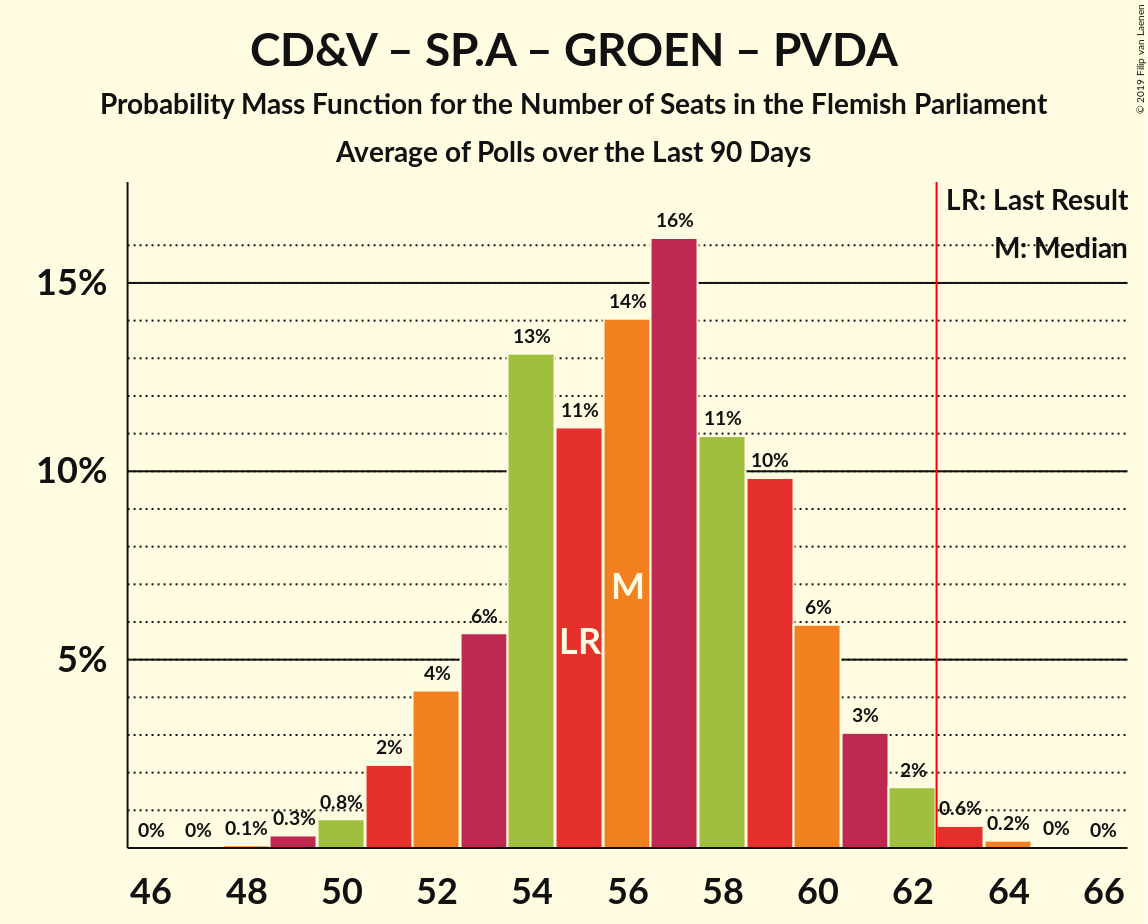 CD&V – SP.A – GROEN – PVDA
Probability Mass Function for the Number of Seats in the Flemish Parliament
Average of Polls over the Last 90 Days
© 2019 Filip van Laenen
LR: Last Result
M: Median
15%
10%
5%
0%
0%
0.1%
0.3%
0.8%
2%
4%
6%
13%
11%
14%
16%
11%
10%
6%
3%
2%
0.6%
0.2%
0%
0%
LR
M
46 48 50 52 54 56 58 60 62 64 66